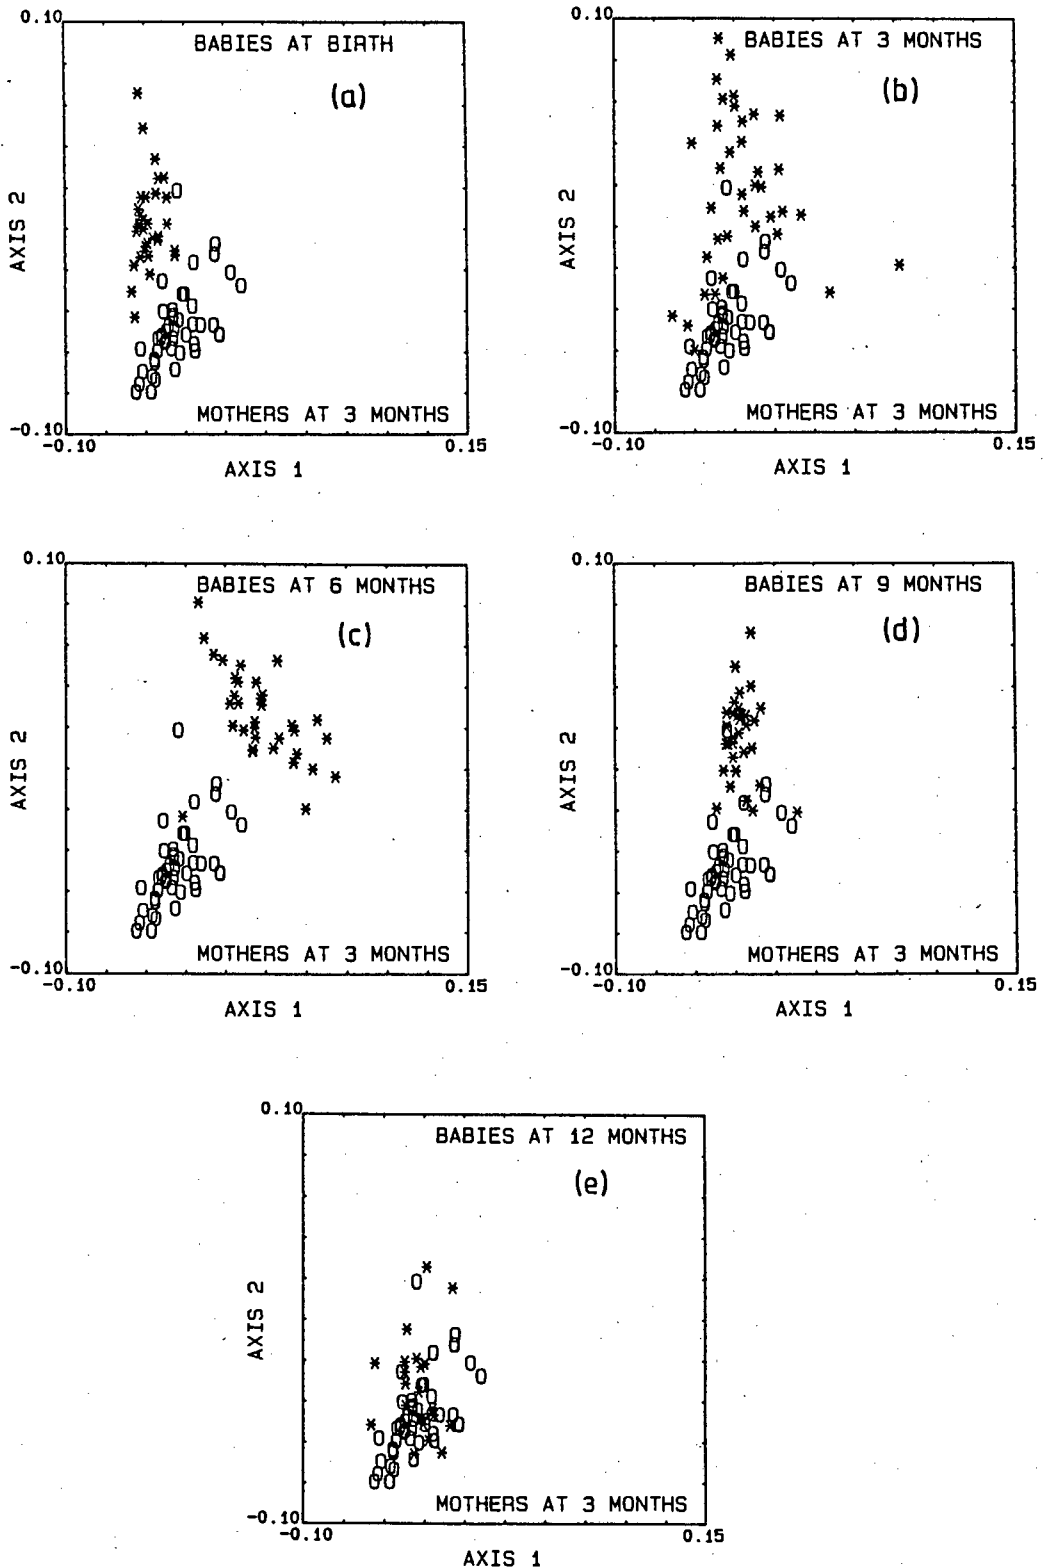 0.10
BABIES AT BIRTH
(a)
AXIS 2
MOTHERS AT 3 MONTHS
-0.10
-0.10
0.15
AXIS 1
0.10
BABIES AT 3 MONTHS
(b)
AXIS 2
MOTHERS AT 3 MONTHS
-0.10
-0.10
0.15
AXIS 1
0.10
BABIES AT 6 MONTHS
(c)
AXIS 2
MOTHERS AT 3 MONTHS
-0.10
-0.10
0.15
AXIS 1
0.10
BABIES AT 9 MONTHS
(d)
AXIS 2
MOTHERS AT 3 MONTHS
-0.10
-0.10
0.15
AXIS 1
0.10
BABIES AT 12 MONTHS
(e)
AXIS 2
MOTHERS AT 3 MONTHS
-0.10
-0.10
0.15
AXIS 1